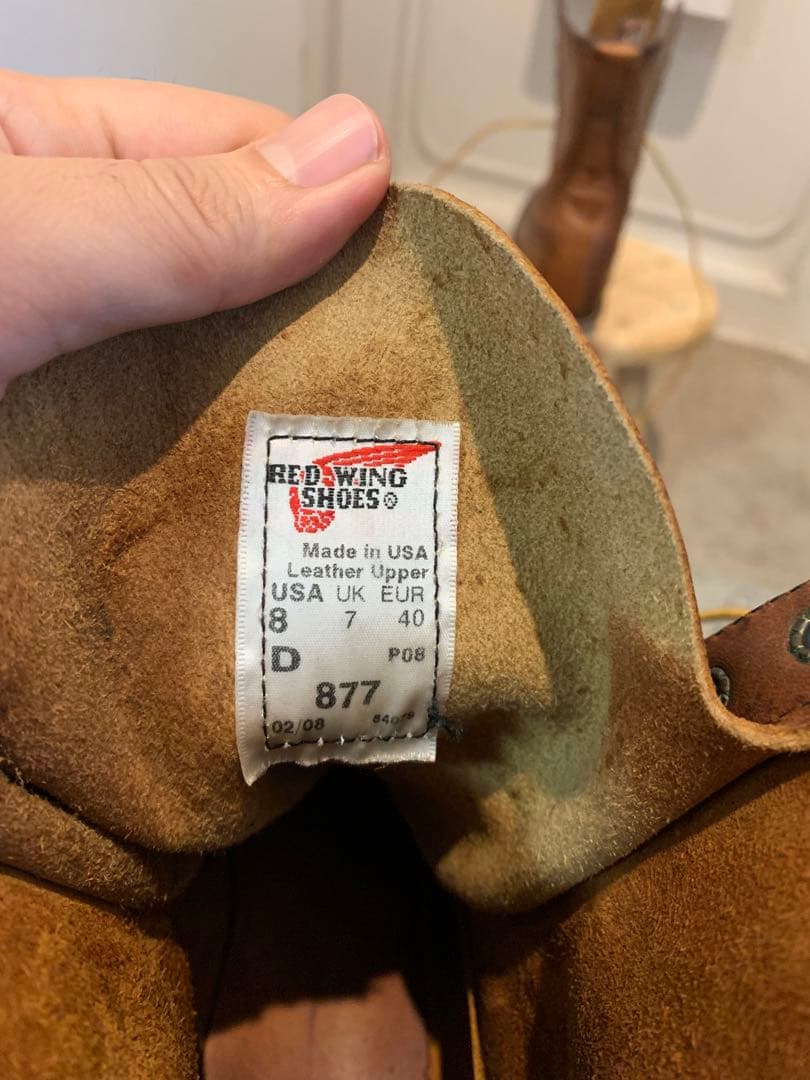 RED WING
SHOES®
Made in USA
Leather Upper
USA UK EUR
8 7 40
D P08
877
02/08